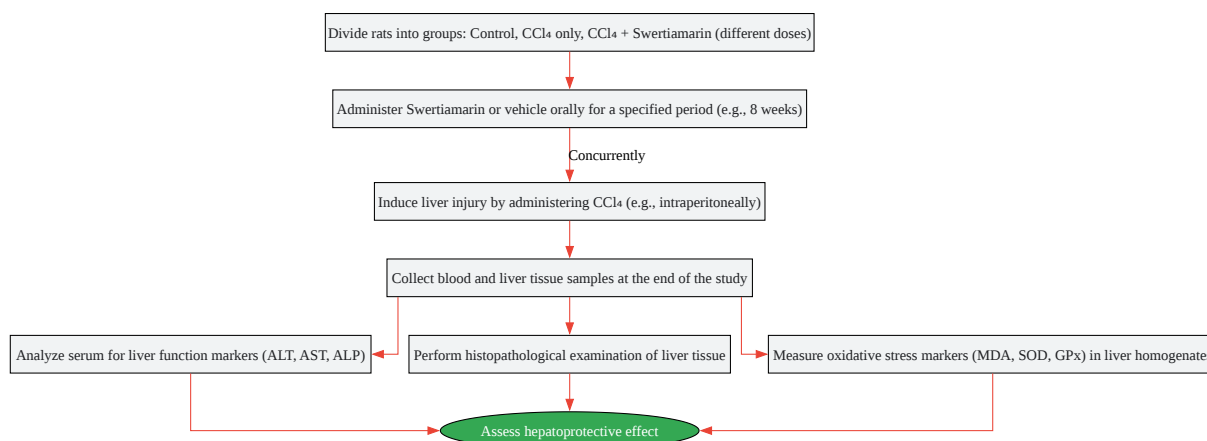 Divide rats into groups: Control, CCl₄ only, CCl₄ + Swertiamarin (different doses)
Administer Swertiamarin or vehicle orally for a specified period (e.g., 8 weeks)
Concurrently
Induce liver injury by administering CCl₄ (e.g., intraperitoneally)
Collect blood and liver tissue samples at the end of the study
Analyze serum for liver function markers (ALT, AST, ALP)
Perform histopathological examination of liver tissue
Measure oxidative stress markers (MDA, SOD, GPx) in liver homogenates
Assess hepatoprotective effect